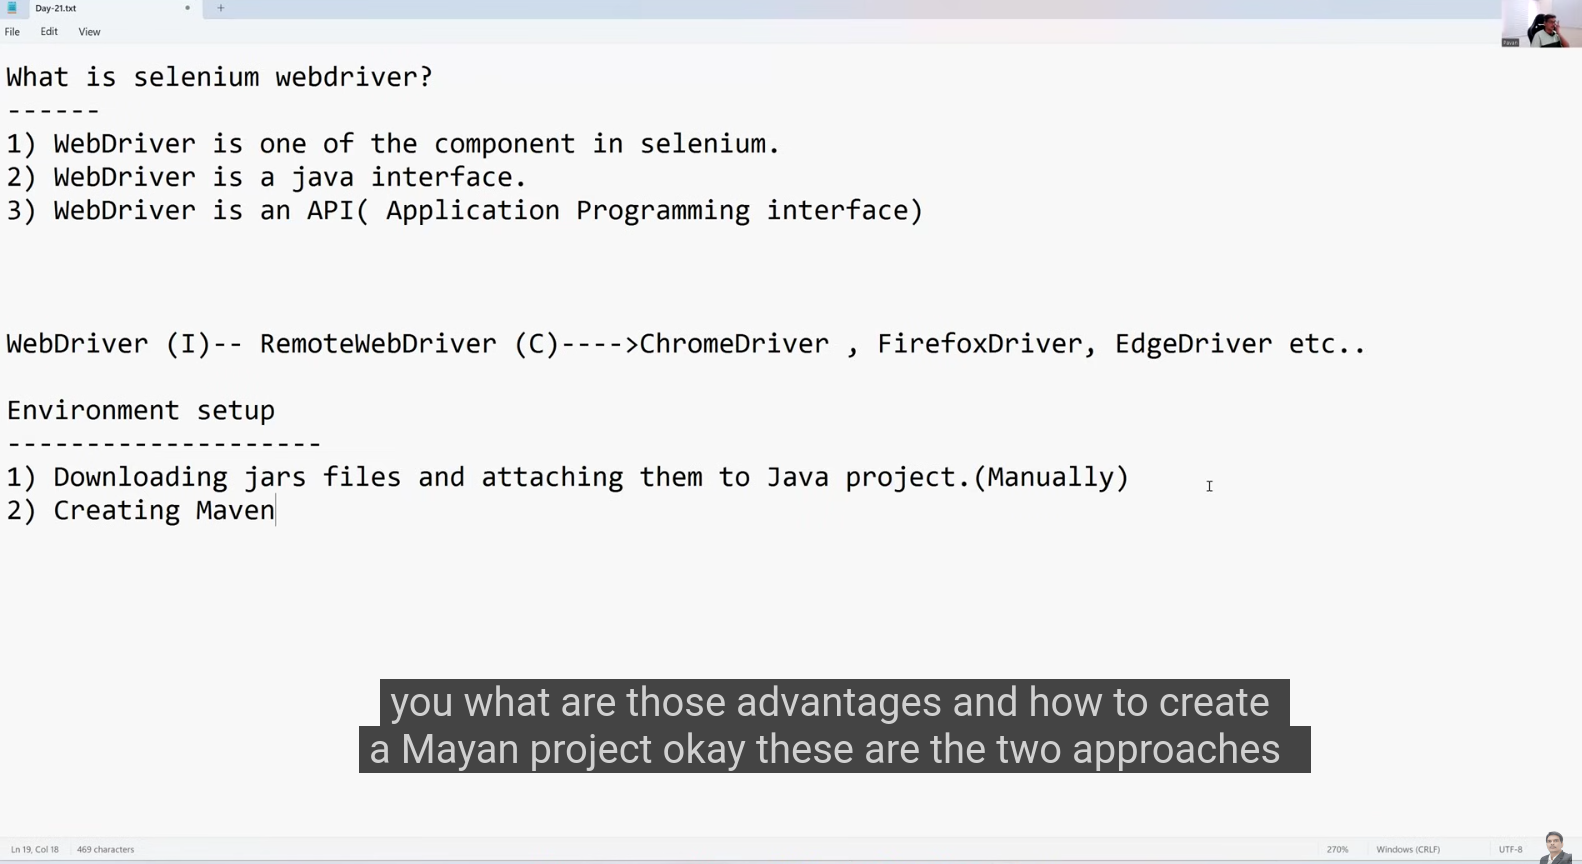 Day-21.txt
File Edit View
Pavan
What is selenium webdriver?
------
1) WebDriver is one of the component in selenium.
2) WebDriver is a java interface.
3) WebDriver is an API( Application Programming interface)
WebDriver (I)-- RemoteWebDriver (C)---->ChromeDriver , FirefoxDriver, EdgeDriver etc..
Environment setup
--------------------
1) Downloading jars files and attaching them to Java project.(Manually)
2) Creating Maven
you what are those advantages and how to create
a Mayan project okay these are the two approaches
Ln 19, Col 18 469 characters 270% Windows (CRLF) UTF-8